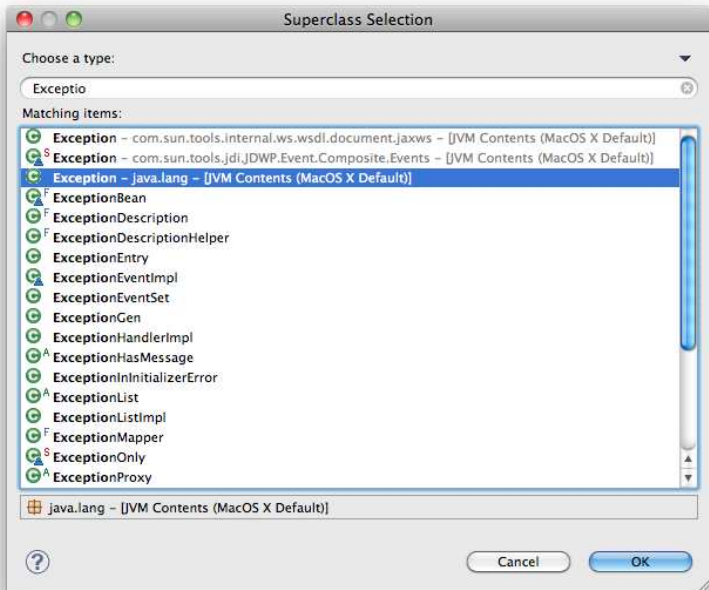 Superclass Selection
Choose a type:
Exceptio
Matching items:
C Exception – com.sun.tools.internal.ws.wsdl.document.jaxws – [JVM Contents (MacOS X Default)]
C S Exception – com.sun.tools.jdi.JDWP.Event.Composite.Events – [JVM Contents (MacOS X Default)]
C Exception – java.lang – [JVM Contents (MacOS X Default)]
C F ExceptionBean
C F ExceptionDescription
C F ExceptionDescriptionHelper
C ExceptionEntry
C ExceptionEventImpl
C ExceptionEventSet
C ExceptionGen
C ExceptionHandlerImpl
C A ExceptionHasMessage
C ExceptionInInitializerError
C A ExceptionList
C ExceptionListImpl
C F ExceptionMapper
C S ExceptionOnly
C A ExceptionProxy
java.lang – [JVM Contents (MacOS X Default)]
? Cancel OK